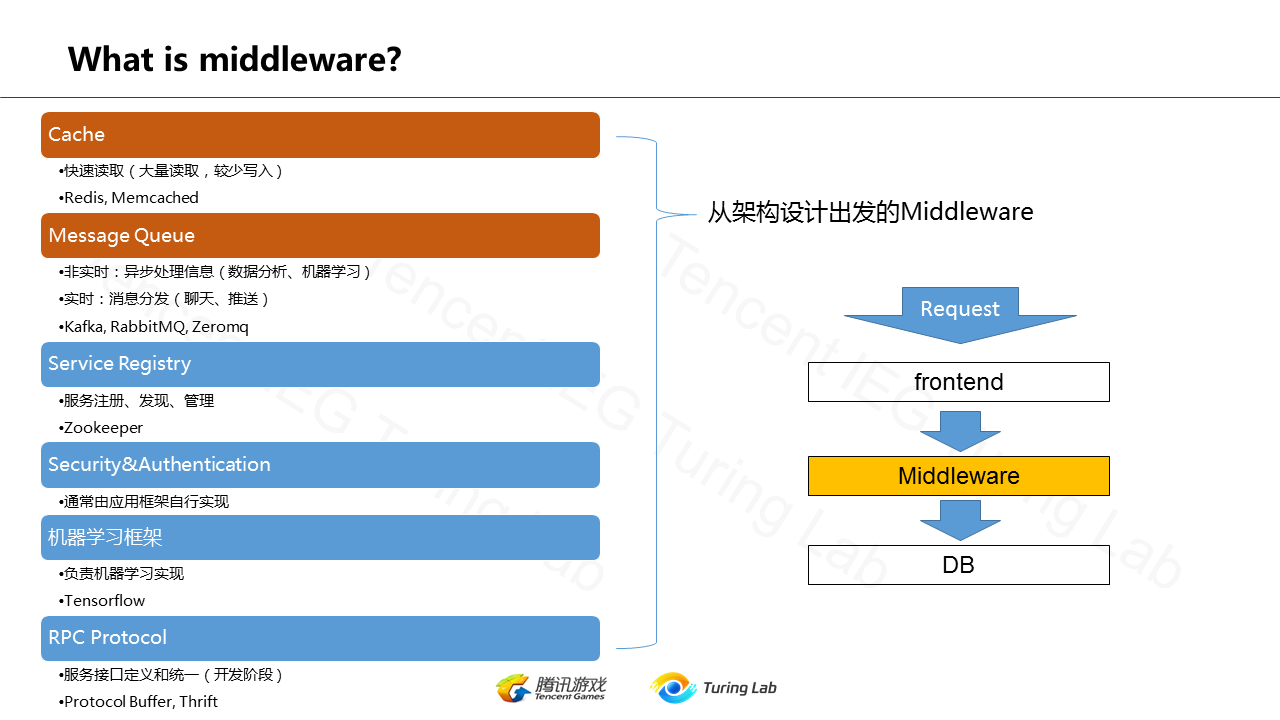 What is middleware?
Cache
•快速读取（大量读取，较少写入）
•Redis, Memcached
Message Queue
•非实时：异步处理信息（数据分析、机器学习）
•实时：消息分发（聊天、推送）
•Kafka, RabbitMQ, Zeromq
Service Registry
•服务注册、发现、管理
•Zookeeper
Security&Authentication
•通常由应用框架自行实现
机器学习框架
•负责机器学习实现
•Tensorflow
RPC Protocol
•服务接口定义和统一（开发阶段）
•Protocol Buffer, Thrift
从架构设计出发的Middleware
Request
frontend
Middleware
DB
腾讯游戏
Tencent Games
Turing Lab
Tencent IEG Turing Lab
Tencent IEG Turing Lab
Tencent IEG Turing Lab